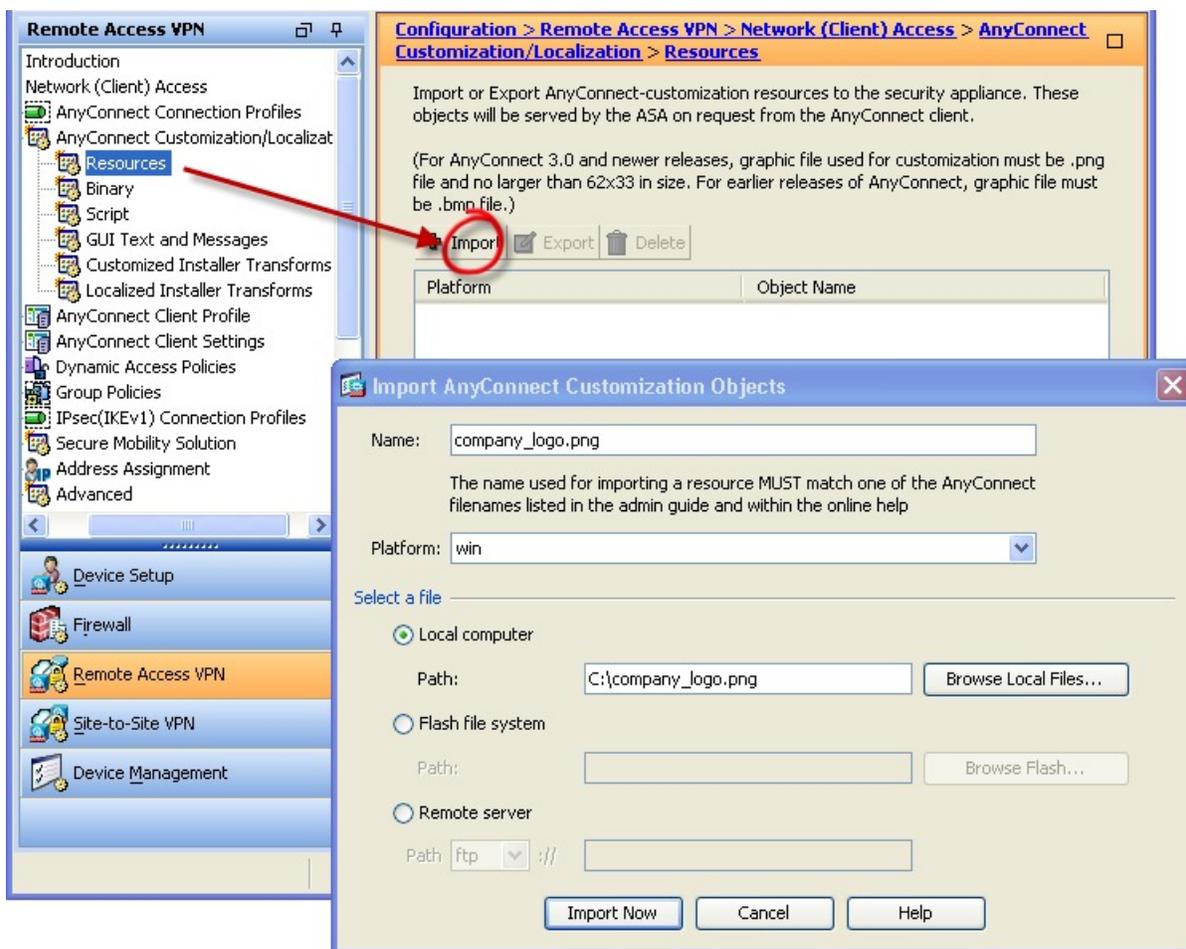 Remote Access VPN
Introduction
Network (Client) Access
AnyConnect Connection Profiles
AnyConnect Customization/Localizat
Resources
Binary
Script
GUI Text and Messages
Customized Installer Transforms
Localized Installer Transforms
AnyConnect Client Profile
AnyConnect Client Settings
Dynamic Access Policies
Group Policies
IPsec(IKEv1) Connection Profiles
Secure Mobility Solution
Address Assignment
Advanced
Device Setup
Firewall
Remote Access VPN
Site-to-Site VPN
Device Management
Configuration > Remote Access VPN > Network (Client) Access > AnyConnect
Customization/Localization > Resources
Import or Export AnyConnect-customization resources to the security appliance. These
objects will be served by the ASA on request from the AnyConnect client.
(For AnyConnect 3.0 and newer releases, graphic file used for customization must be .png
file and no larger than 62x33 in size. For earlier releases of AnyConnect, graphic file must
be .bmp file.)
Import Export Delete
Platform Object Name
Import AnyConnect Customization Objects
Name: company_logo.png
The name used for importing a resource MUST match one of the AnyConnect
filenames listed in the admin guide and within the online help
Platform: win
Select a file
Local computer
Path: C:\company_logo.png Browse Local Files...
Flash file system
Path: Browse Flash...
Remote server
Path ftp ://
Import Now Cancel Help